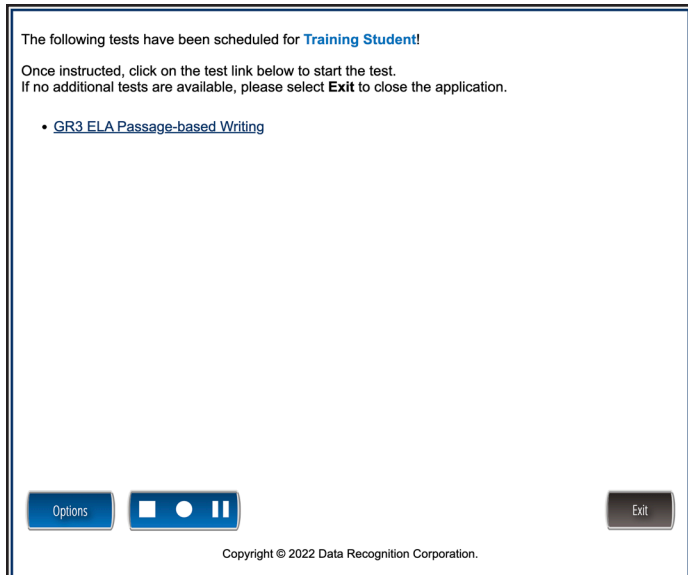 The following tests have been scheduled for Training Student!
Once instructed, click on the test link below to start the test.
If no additional tests are available, please select Exit to close the application.
• GR3 ELA Passage-based Writing
Options
Exit
Copyright © 2022 Data Recognition Corporation.